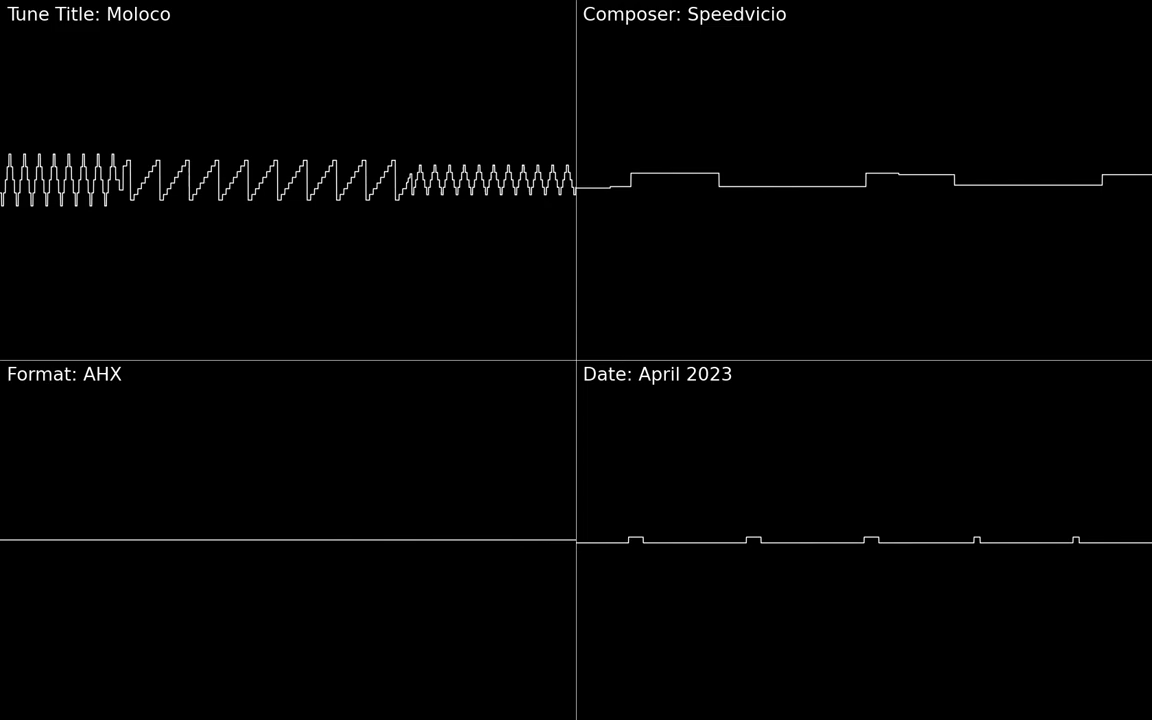 Tune Title: Moloco
Composer: Speedvicio
Format: AHX
Date: April 2023